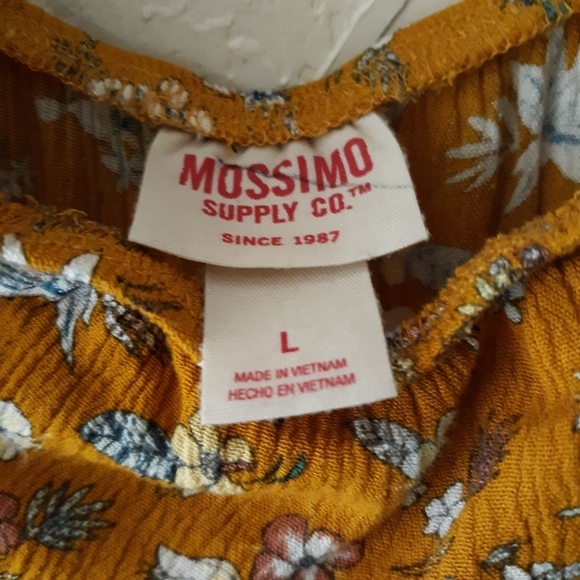 MOSSIMO
SUPPLY CO.™
SINCE 1987
L
MADE IN VIETNAM
HECHO EN VIETNAM